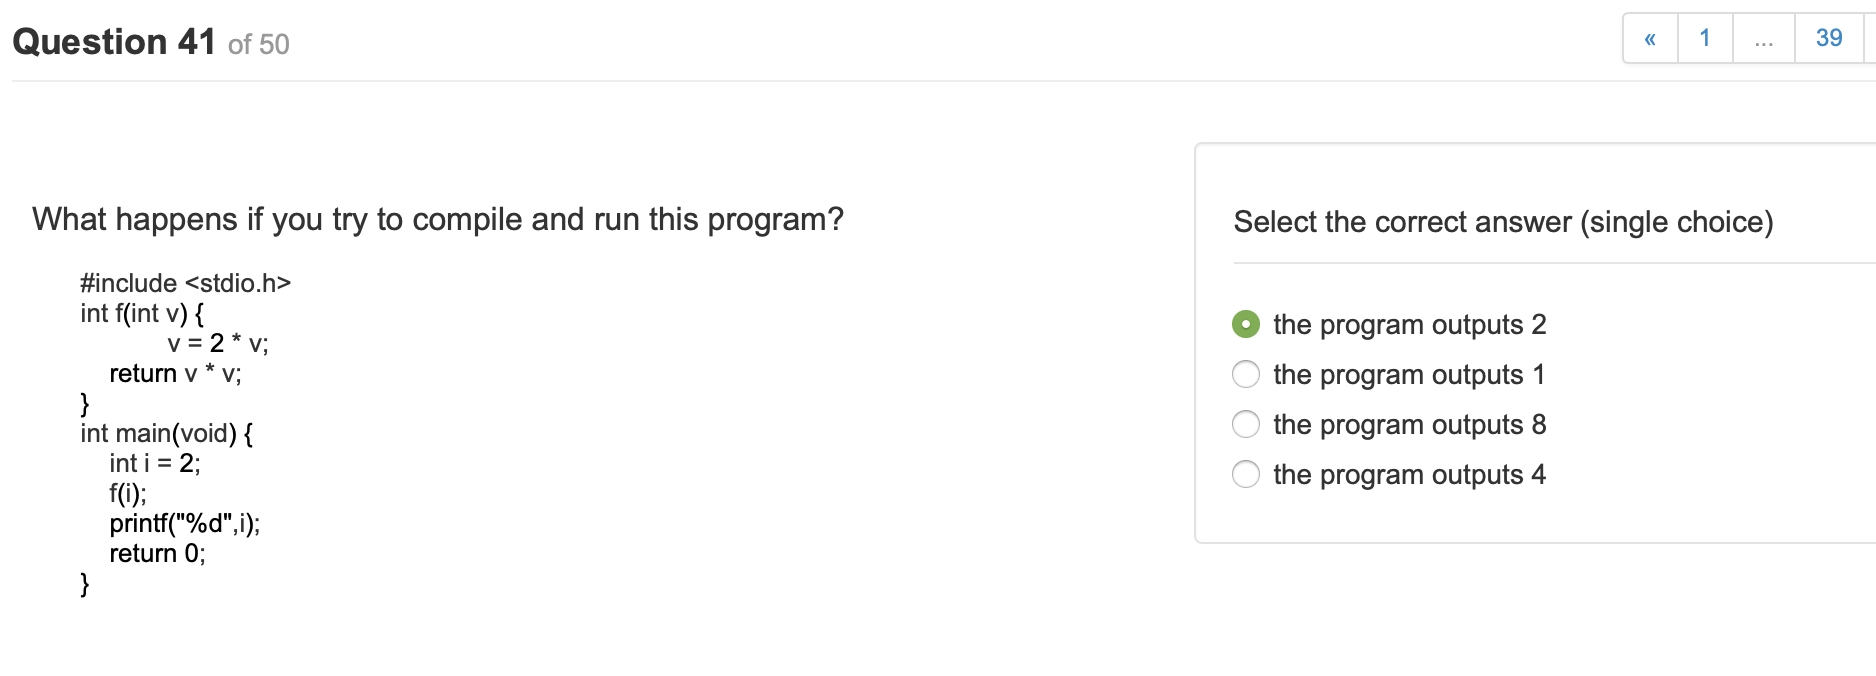 Question 41 of 50
« 1 ... 39
What happens if you try to compile and run this program?
#include <stdio.h>
int f(int v) {
v = 2 * v;
return v * v;
}
int main(void) {
int i = 2;
f(i);
printf("%d",i);
return 0;
}
Select the correct answer (single choice)
the program outputs 2
the program outputs 1
the program outputs 8
the program outputs 4